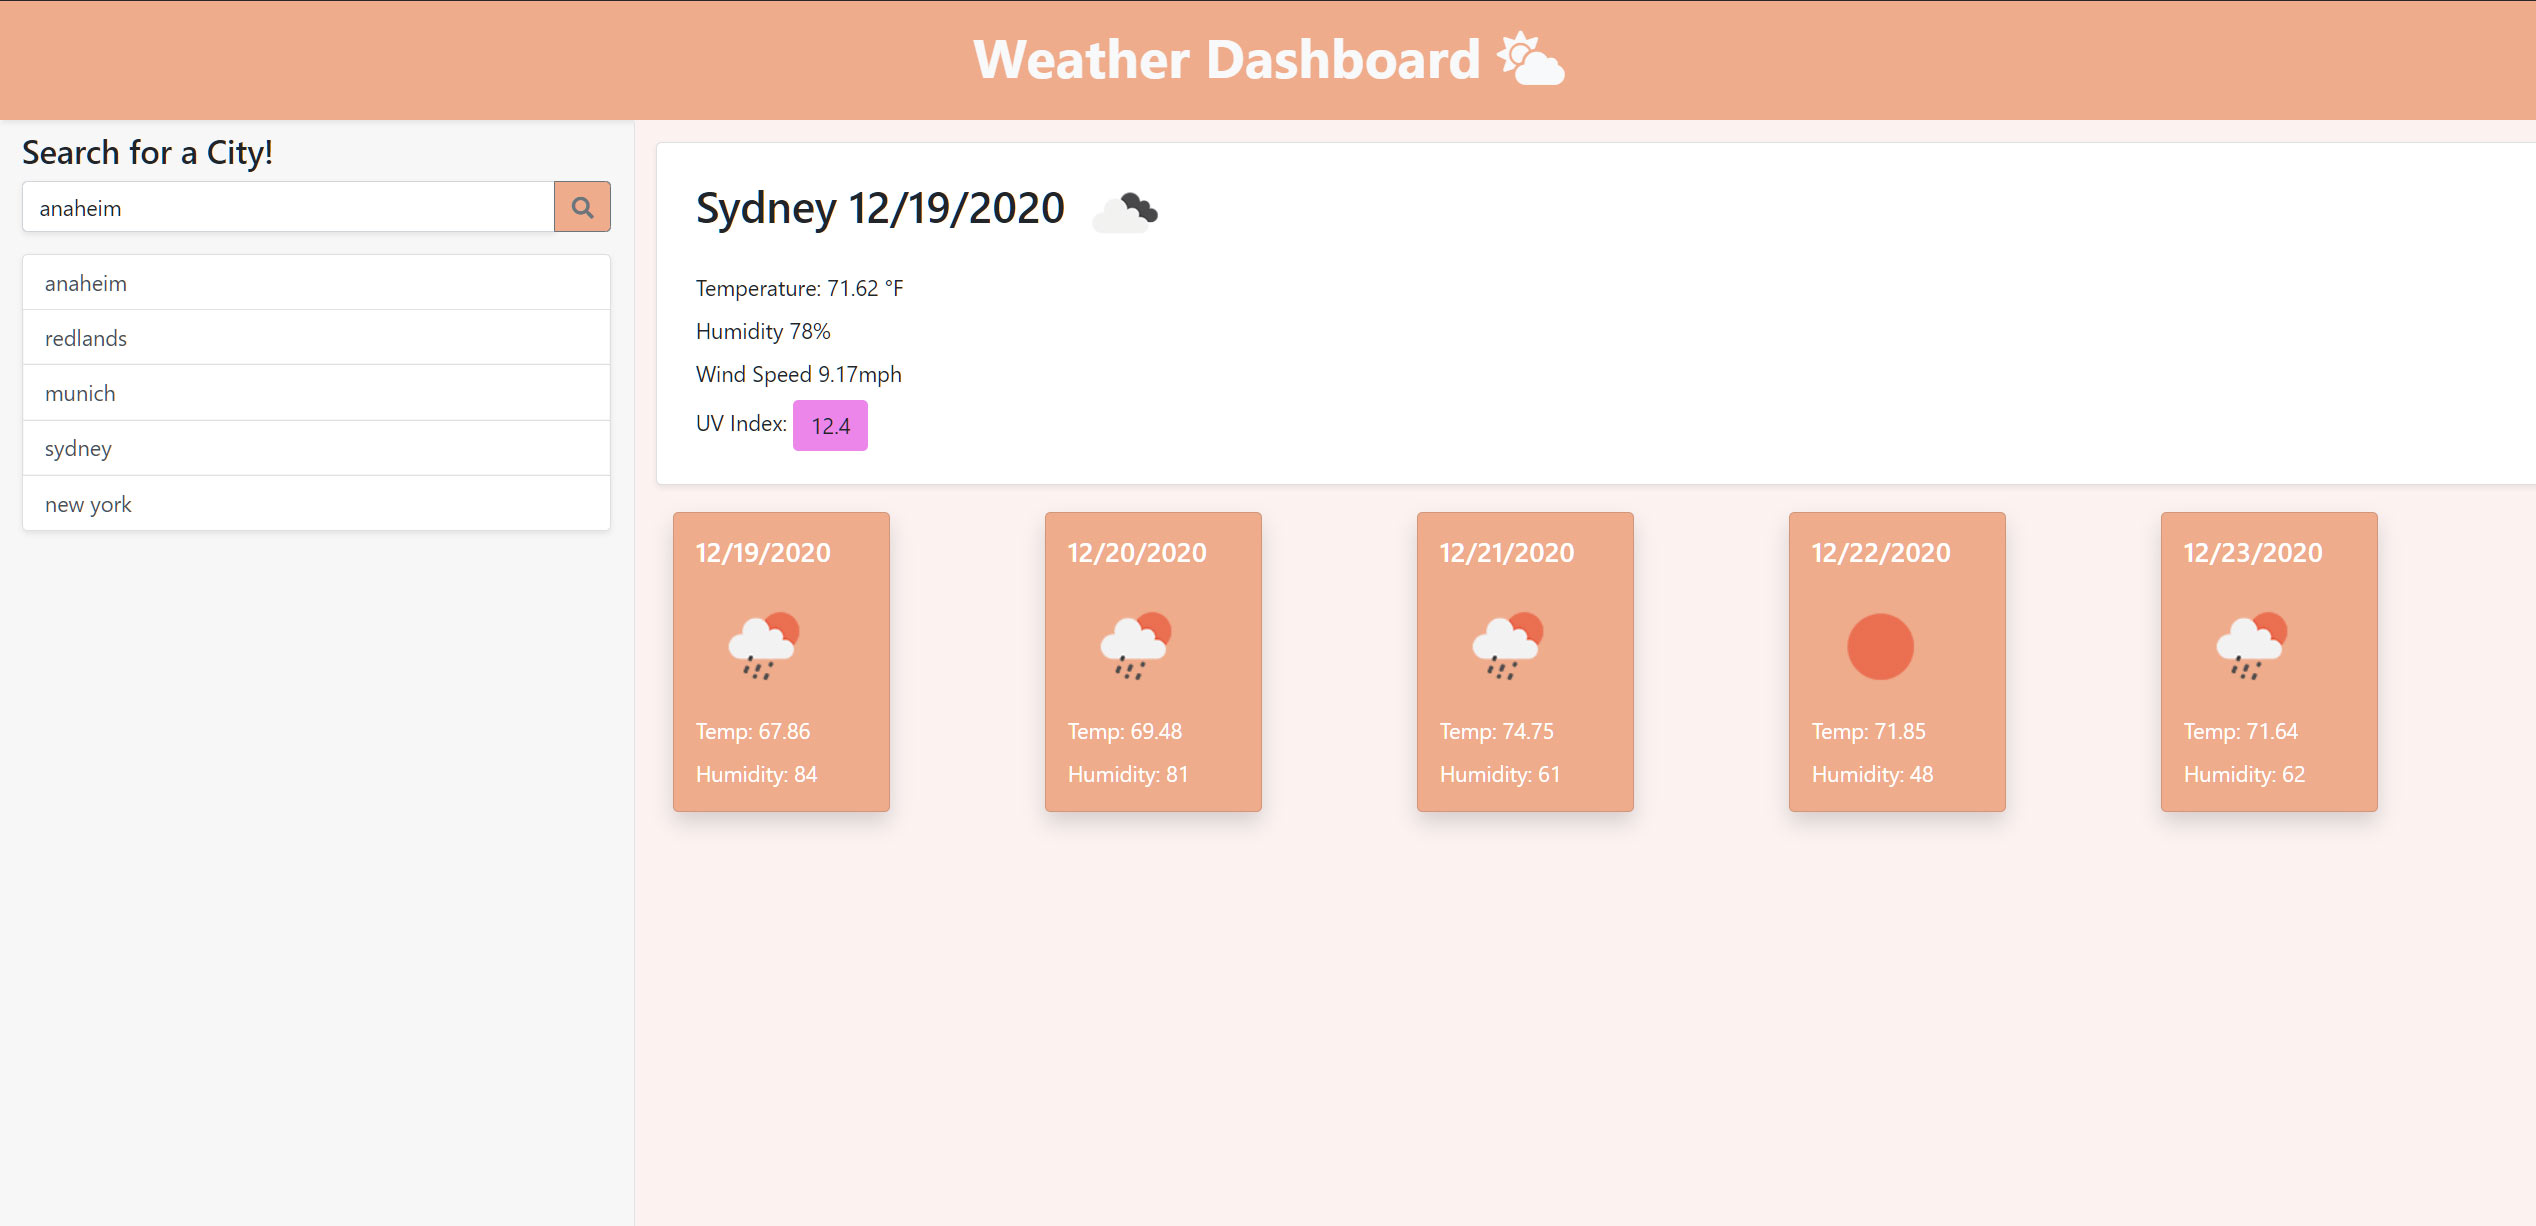 Weather Dashboard
Search for a City!
anaheim
anaheim
redlands
munich
sydney
new york
Sydney 12/19/2020
Temperature: 71.62 °F
Humidity 78%
Wind Speed 9.17mph
UV Index: 12.4
12/19/2020
Temp: 67.86
Humidity: 84
12/20/2020
Temp: 69.48
Humidity: 81
12/21/2020
Temp: 74.75
Humidity: 61
12/22/2020
Temp: 71.85
Humidity: 48
12/23/2020
Temp: 71.64
Humidity: 62